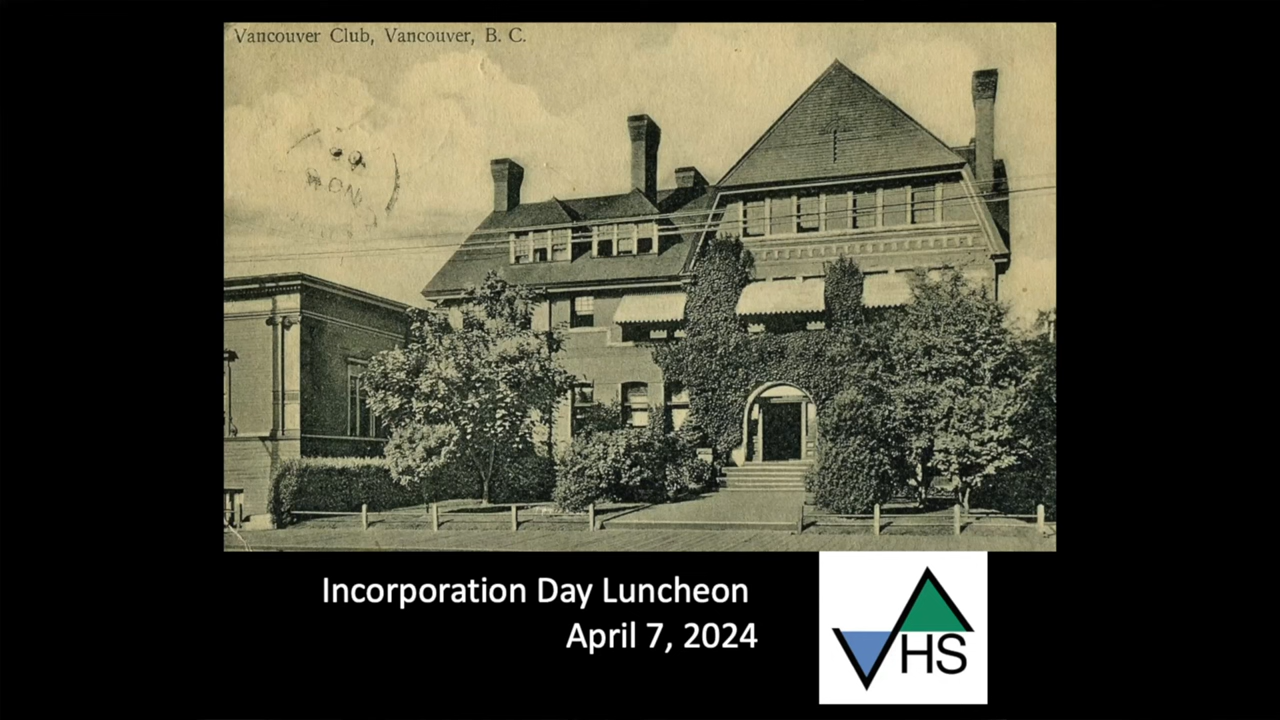 Vancouver Club, Vancouver, B. C.
Incorporation Day Luncheon
April 7, 2024
VHS